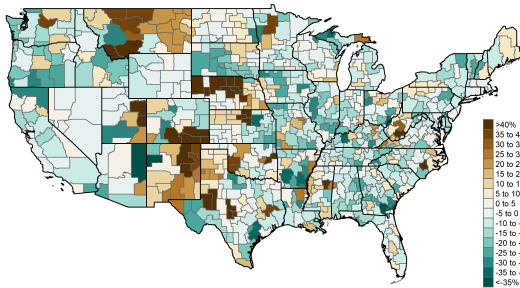 >40%
35 to 4
30 to 3
20 to 2
20 to 2
15 to 2
10 to 1
5 to 10
0 to 5
-5 to 0
-10 to -
-15 to -
-20 to -
-25 to -
-30 to -
-35 to -
<-35%